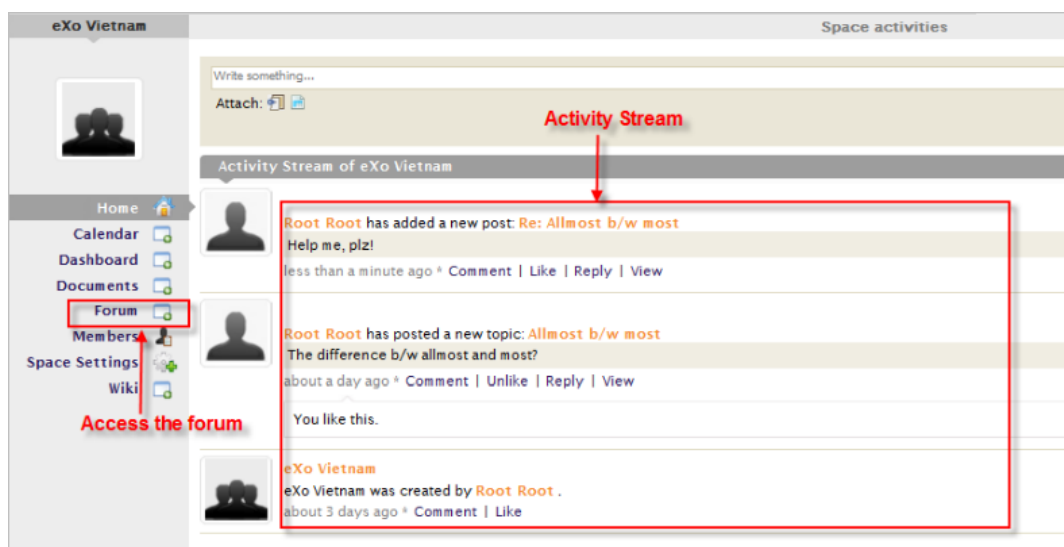 eXo Vietnam
Space activities
Write something...
Attach:
Activity Stream
Activity Stream of eXo Vietnam
Home
Calendar
Dashboard
Documents
Forum
Members
Space Settings
Wiki
Access the forum
Root Root has added a new post: Re: Allmost b/w most
Help me, plz!
less than a minute ago * Comment | Like | Reply | View
Root Root has posted a new topic: Allmost b/w most
The difference b/w allmost and most?
about a day ago * Comment | Unlike | Reply | View
You like this.
eXo Vietnam
eXo Vietnam was created by Root Root .
about 3 days ago * Comment | Like